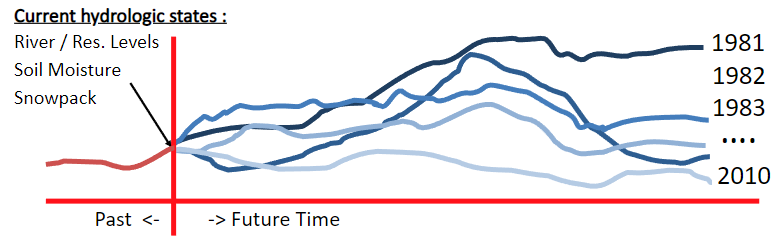 Current hydrologic states :
River / Res. Levels
Soil Moisture
Snowpack
1981
1982
1983
....
2010
Past <- -> Future Time